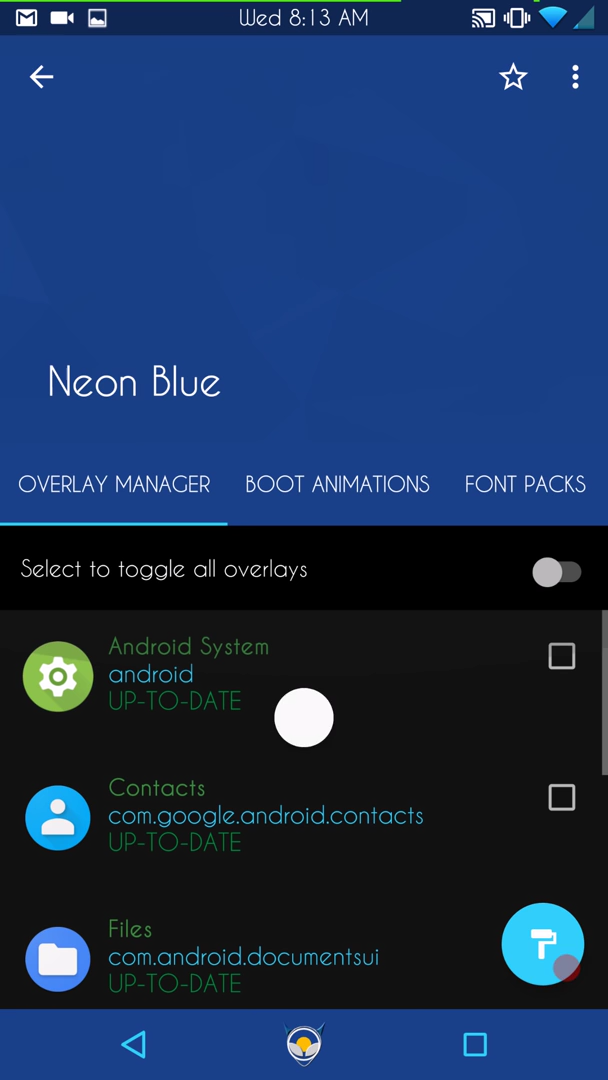 Wed 8:13 AM
Neon Blue
OVERLAY MANAGER BOOT ANIMATIONS FONT PACKS
Select to toggle all overlays
Android System
android
UP-TO-DATE
Contacts
com.google.android.contacts
UP-TO-DATE
Files
com.android.documentsui
UP-TO-DATE